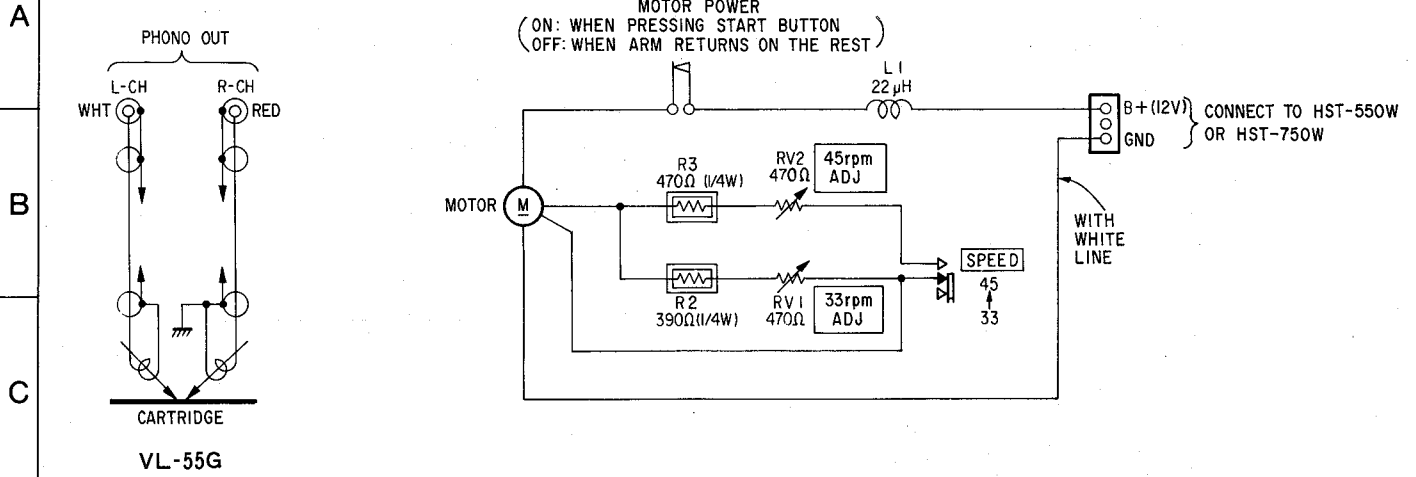 A
B
C
PHONO OUT
L-CH
R-CH
WHT
RED
CARTRIDGE
VL-55G
MOTOR POWER
(ON: WHEN PRESSING START BUTTON
OFF: WHEN ARM RETURNS ON THE REST)
L1
22μH
B+(12V)
GND
CONNECT TO HST-550W
OR HST-750W
R3
470Ω (1/4W)
RV2
470Ω
45rpm
ADJ
MOTOR
M
WITH
WHITE
LINE
SPEED
45
33
R2
390Ω(1/4W)
RV1
470Ω
33rpm
ADJ